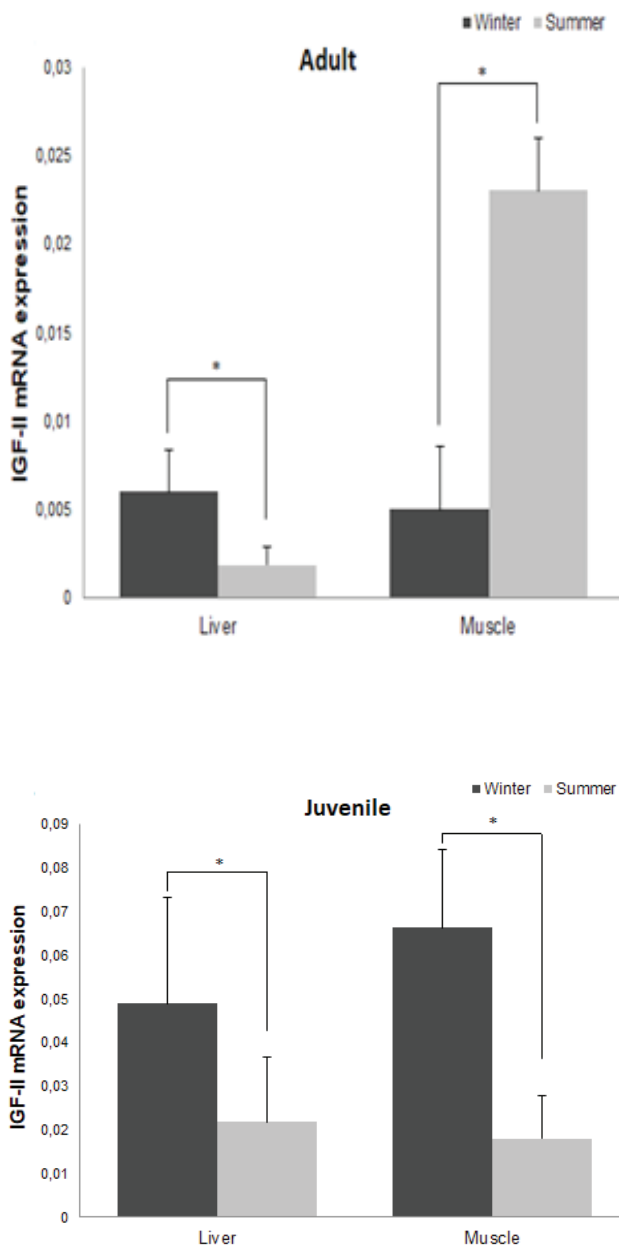 Winter Summer
Adult
0,03
0,025
0,02
0,015
0,01
0,005
0
IGF-II mRNA expression
*
*
Liver Muscle
Winter Summer
Juvenile
0,09
0,08
0,07
0,06
0,05
0,04
0,03
0,02
0,01
0
IGF-II mRNA expression
*
*
Liver Muscle